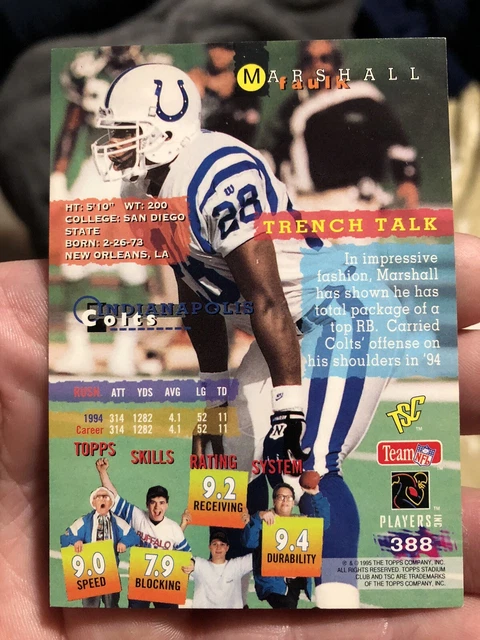 MARSHALL
faulk
HT: 5'10" WT: 200
COLLEGE: SAN DIEGO
STATE
BORN: 2-26-73
NEW ORLEANS, LA
28
TRENCH TALK
In impressive
fashion, Marshall
has shown he has
total package of a
top RB. Carried
Colts' offense on
his shoulders in '94
INDIANAPOLIS
Colts
RUSH ATT YDS AVG LG TD
1994 314 1282 4.1 52 11
Career 314 1282 4.1 52 11
TSC™
Team NFL
PLAYERS INC
TOPPS SKILLS RATING SYSTEM
9.2
RECEIVING
9.4
DURABILITY
9.0
SPEED
7.9
BLOCKING
388
® & © 1995 THE TOPPS COMPANY, INC.
ALL RIGHTS RESERVED. TOPPS STADIUM
CLUB AND TSC ARE TRADEMARKS
OF THE TOPPS COMPANY, INC.